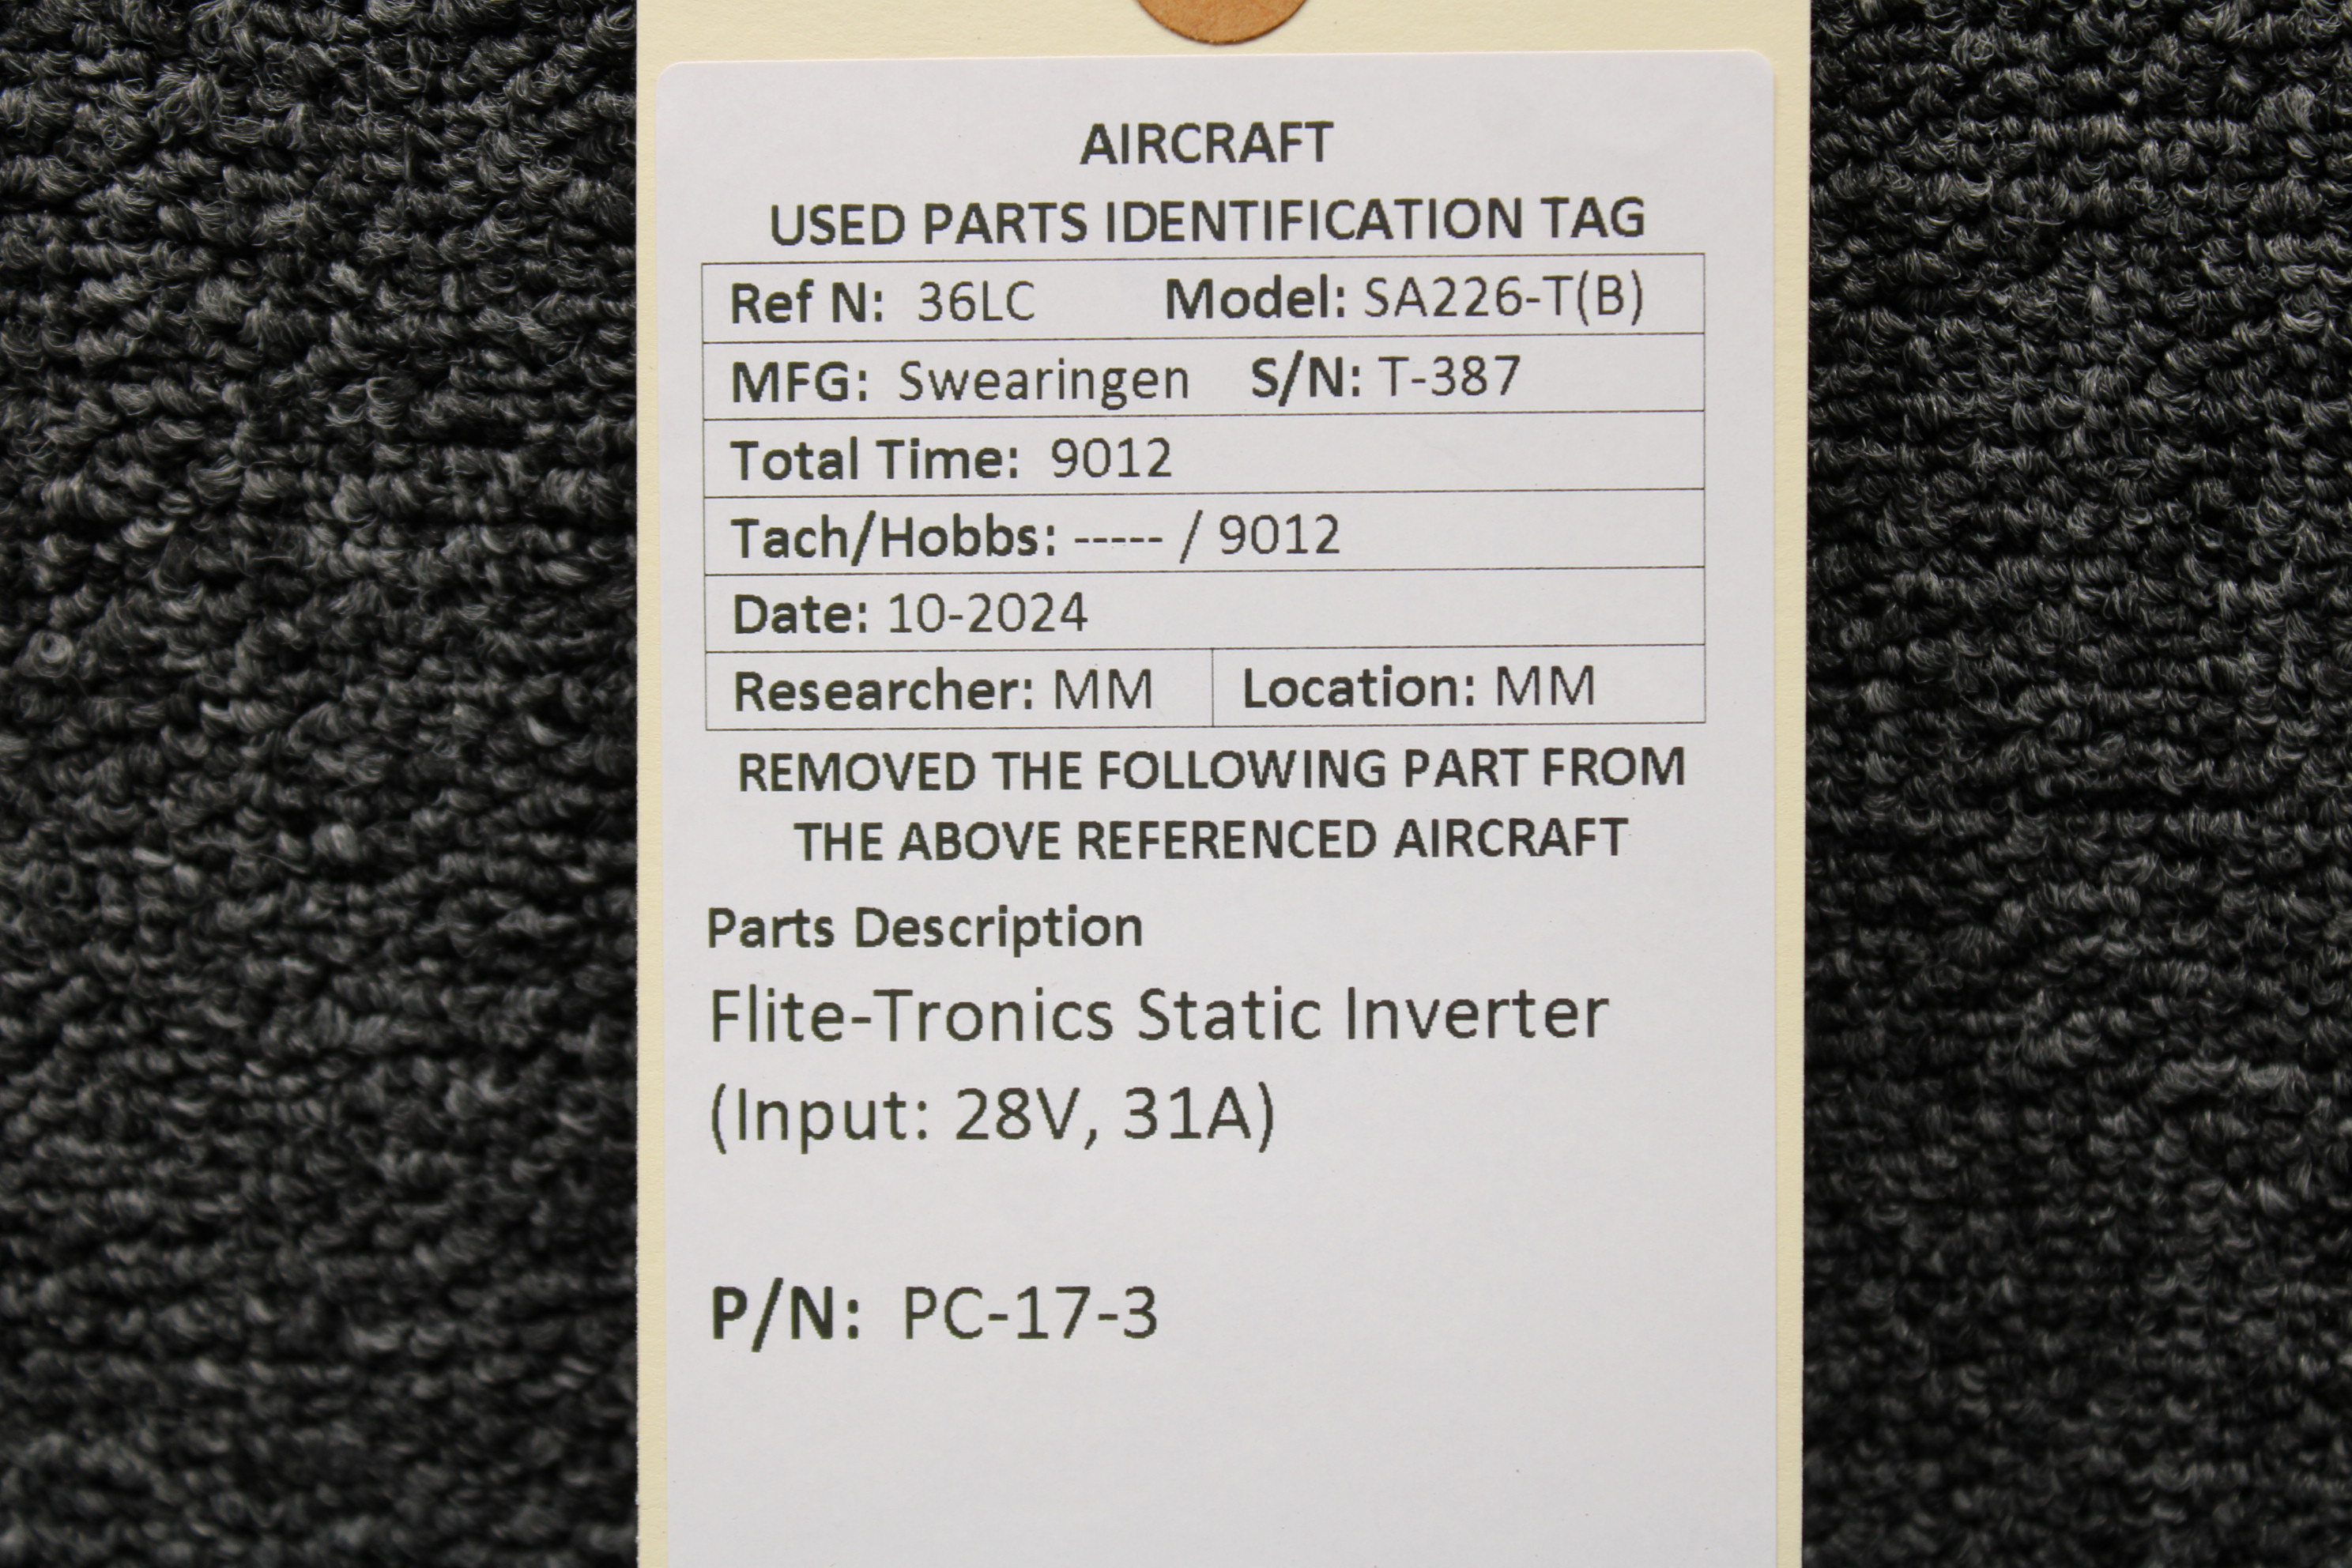 AIRCRAFT
USED PARTS IDENTIFICATION TAG
Ref N: 36LC Model: SA226-T(B)
MFG: Swearingen S/N: T-387
Total Time: 9012
Tach/Hobbs: ----- / 9012
Date: 10-2024
Researcher: MM Location: MM
REMOVED THE FOLLOWING PART FROM
THE ABOVE REFERENCED AIRCRAFT
Parts Description
Flite-Tronics Static Inverter
(Input: 28V, 31A)
P/N: PC-17-3